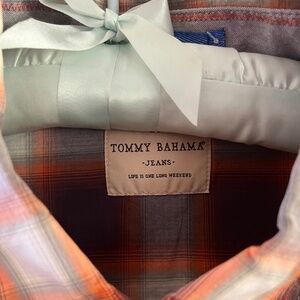 TOMMY BAHAMA®
-JEANS-
LIFE IS ONE LONG WEEKEND